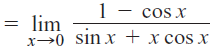 = lim x→0 (1 − cos x) / (sin x + x cos x)